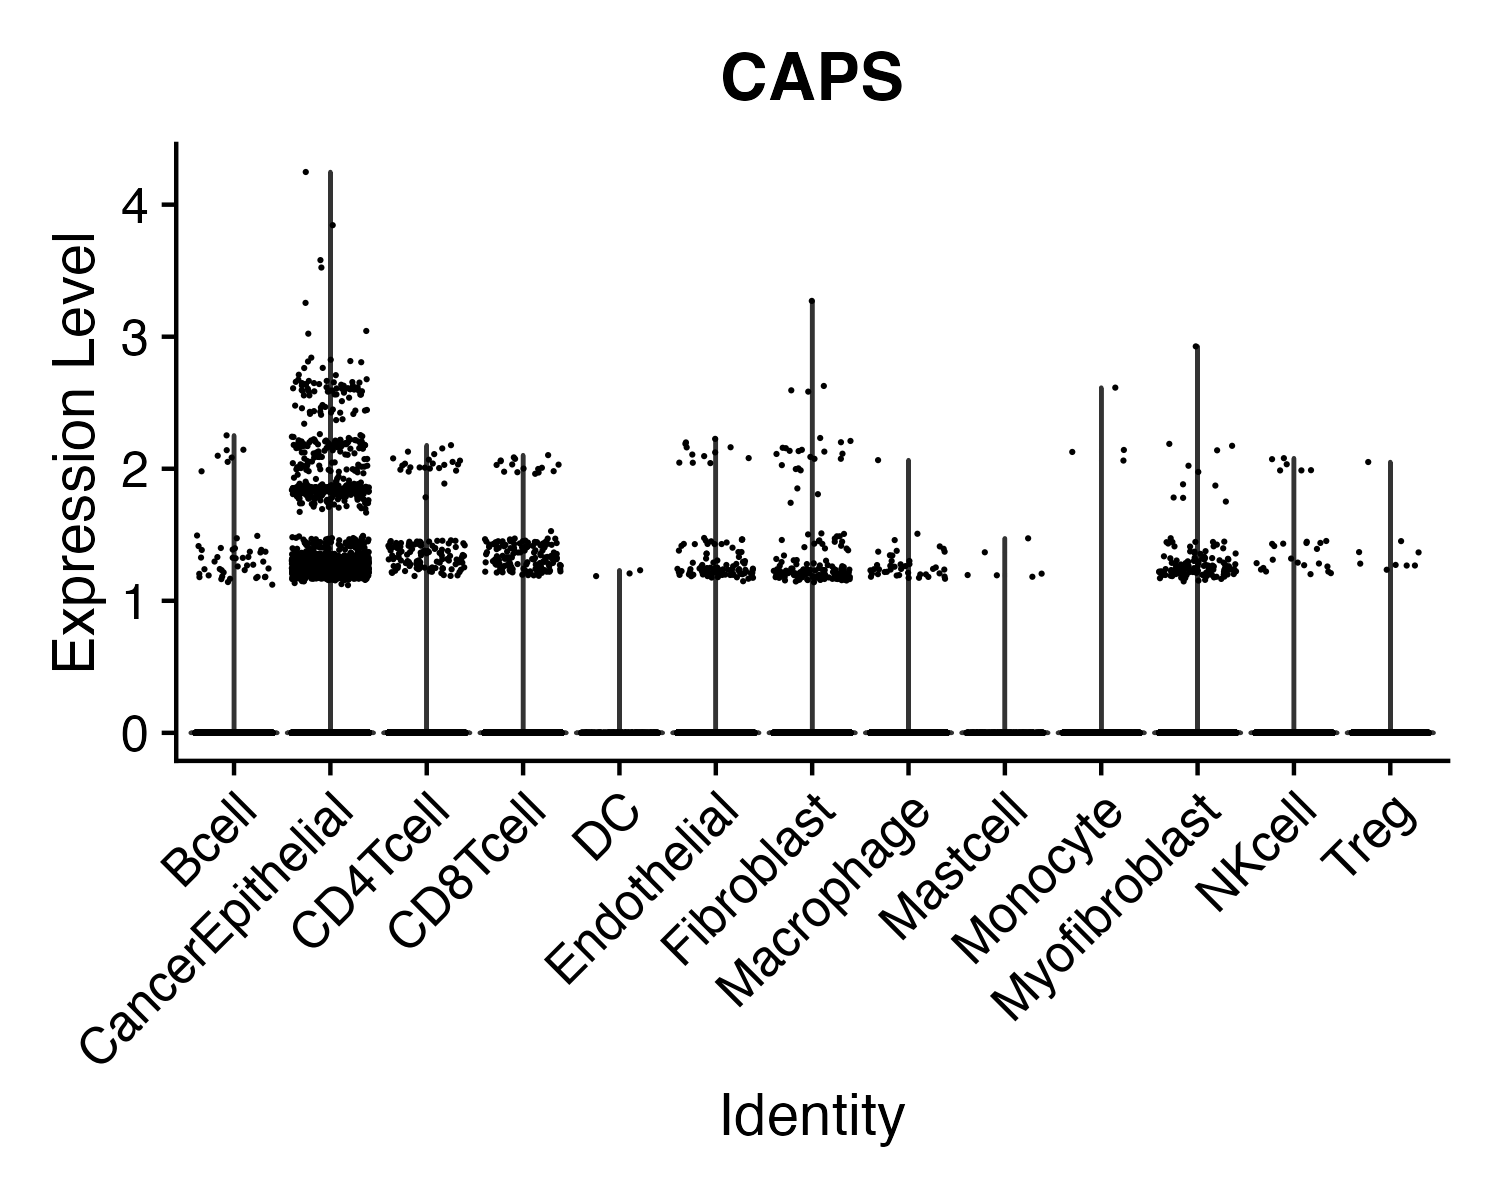 CAPS
Expression Level
4
3
2
1
0
Bcell
CancerEpithelial
CD4Tcell
CD8Tcell
DC
Endothelial
Fibroblast
Macrophage
Mastcell
Monocyte
Myofibroblast
NKcell
Treg
Identity